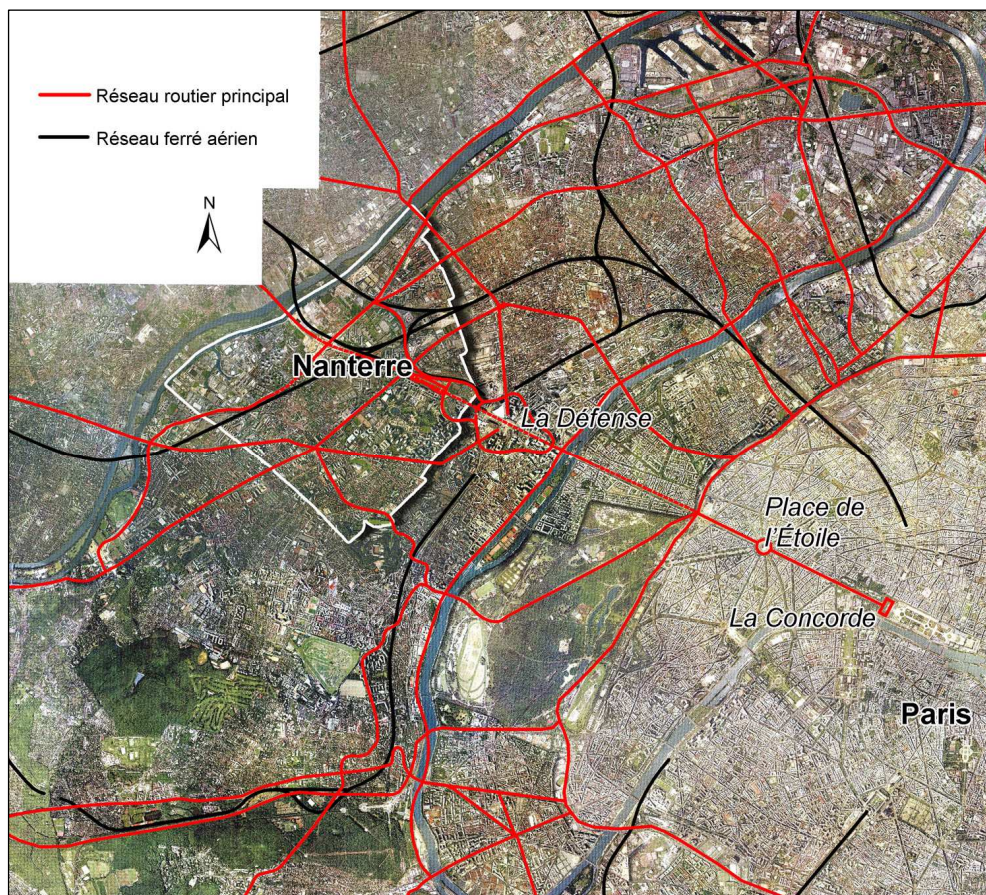 Réseau routier principal
Réseau ferré aérien
N
Nanterre
La Défense
Place de
l'Étoile
La Concorde
Paris